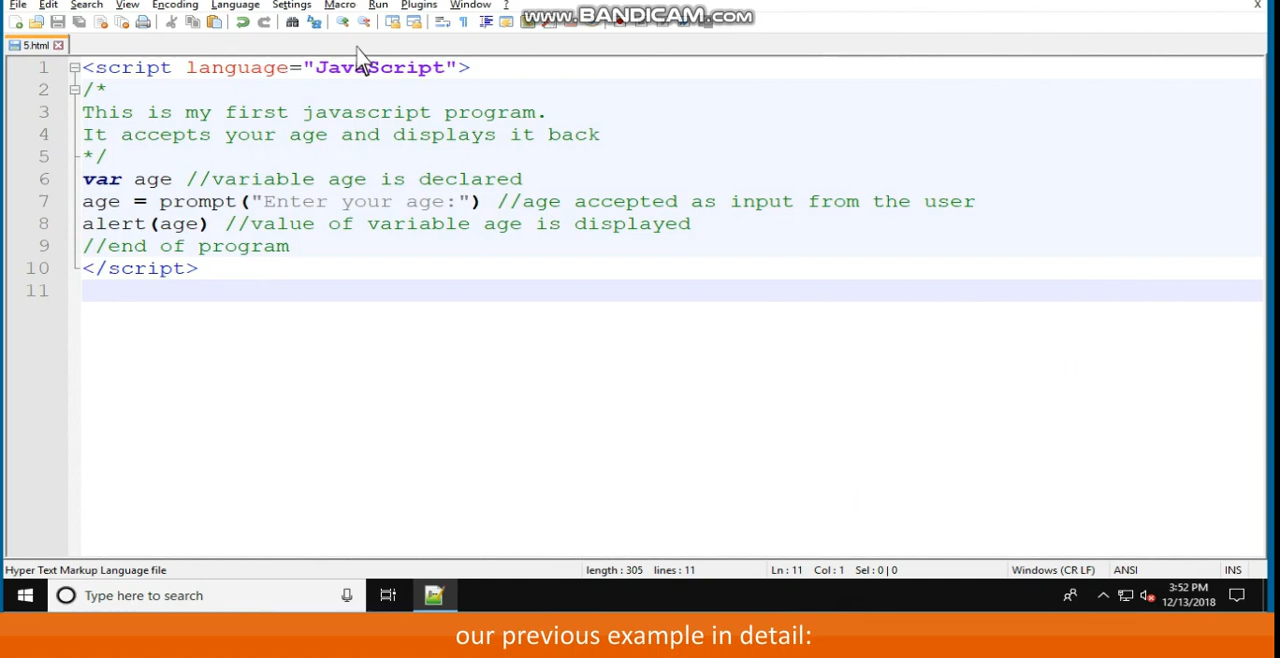 File Edit Search View Encoding Language Settings Macro Run Plugins Window ? X
www.BANDICAM.com
5.html
1 <script language="JavaScript">
2 /*
3 This is my first javascript program.
4 It accepts your age and displays it back
5 */
6 var age //variable age is declared
7 age = prompt("Enter your age:") //age accepted as input from the user
8 alert(age) //value of variable age is displayed
9 //end of program
10 </script>
11
Hyper Text Markup Language file length : 305 lines : 11 Ln : 11 Col : 1 Sel : 0 | 0 Windows (CR LF) ANSI INS
Type here to search 3:52 PM
12/13/2018
our previous example in detail: